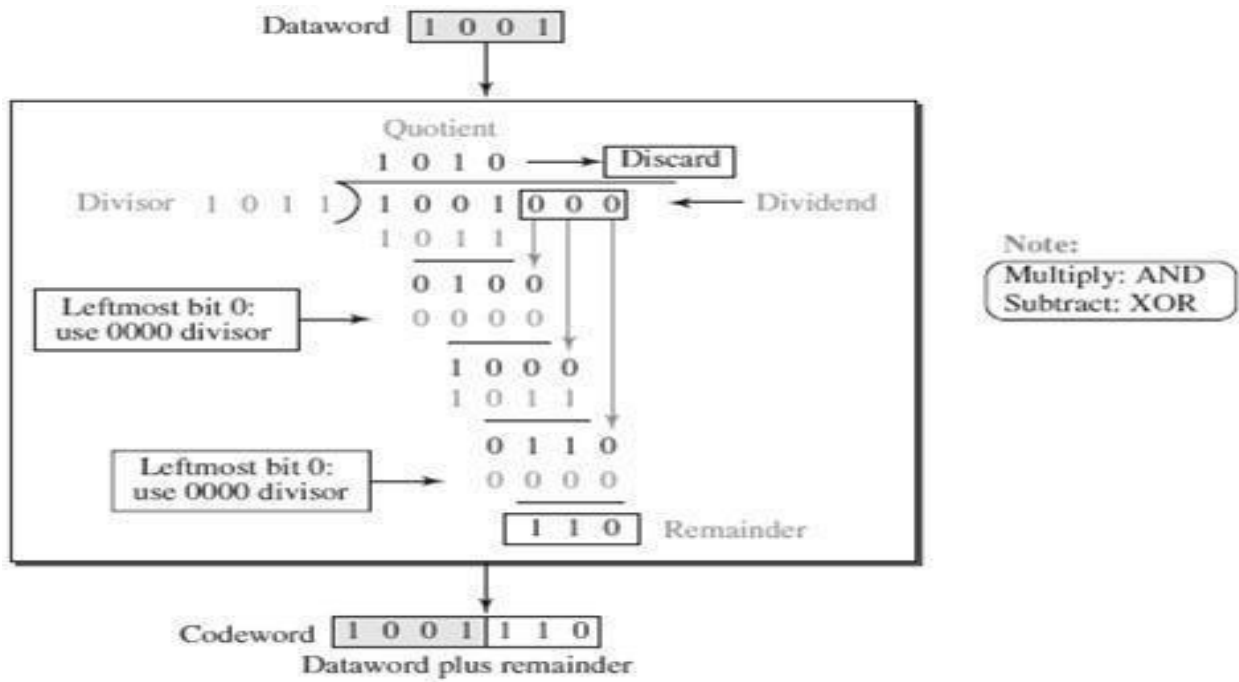 Dataword 1 0 0 1
Quotient
1 0 1 0 Discard
Divisor 1 0 1 1 1 0 0 1 0 0 0 Dividend
1 0 1 1
Note:
Multiply: AND
Subtract: XOR
0 1 0 0
Leftmost bit 0:
use 0000 divisor
0 0 0 0
1 0 0 0
1 0 1 1
0 1 1 0
Leftmost bit 0:
use 0000 divisor
0 0 0 0
1 1 0 Remainder
Codeword 1 0 0 1 1 1 0
Dataword plus remainder